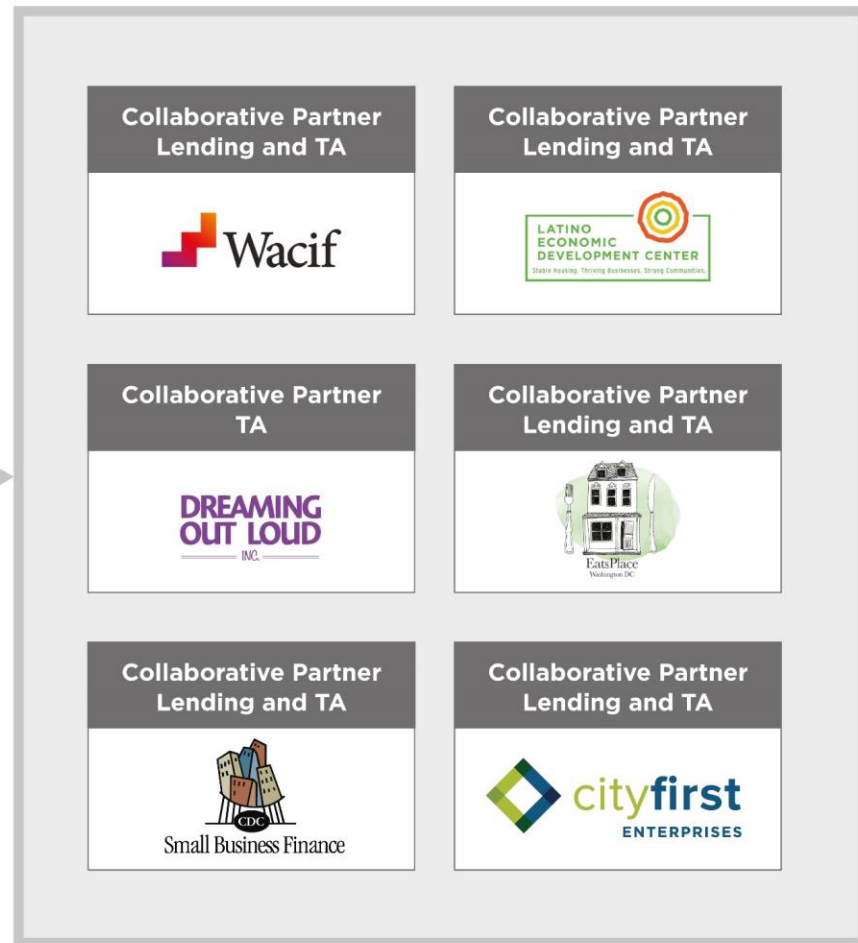 Collaborative Partner
Lending and TA
Wacif
Collaborative Partner
Lending and TA
LATINO
ECONOMIC
DEVELOPMENT CENTER
Stable Housing. Thriving Businesses. Strong Communities.
Collaborative Partner
TA
DREAMING
OUT LOUD
INC.
Collaborative Partner
Lending and TA
EatsPlace
Washington DC
Collaborative Partner
Lending and TA
CDC
Small Business Finance
Collaborative Partner
Lending and TA
cityfirst
ENTERPRISES